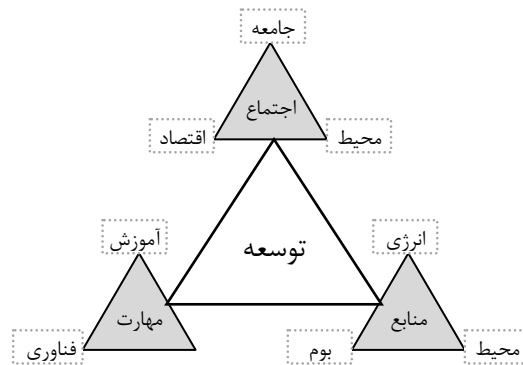 جامعه
اجتماع
محیط
اقتصاد
توسعه
انرژی
آموزش
منابع
مهارت
محیط
بوم
فناوری